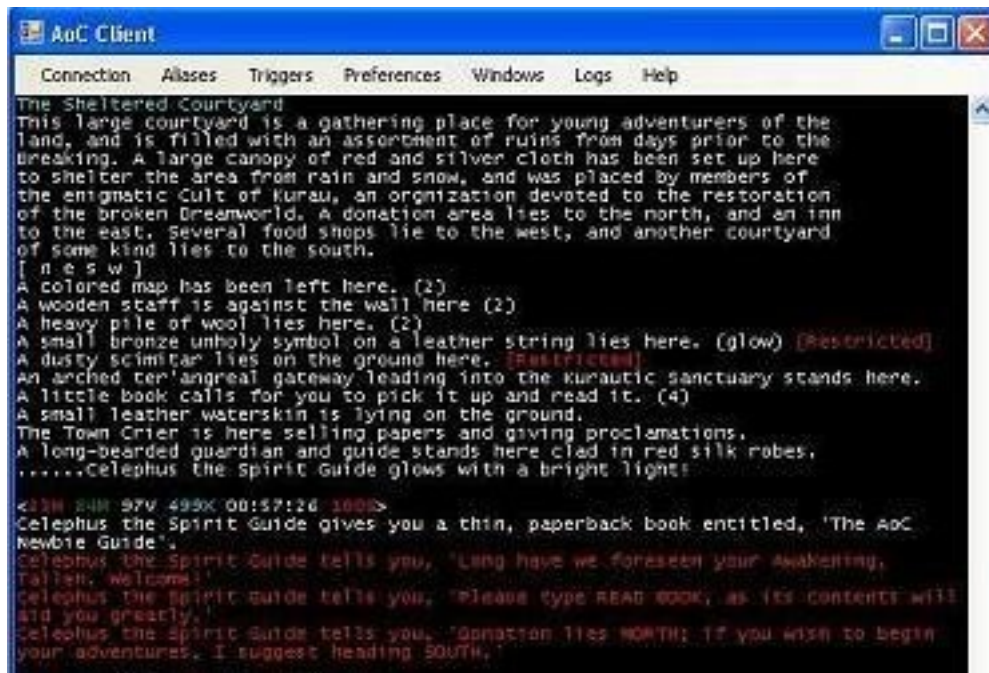 AoC Client
Connection Aliases Triggers Preferences Windows Logs Help
The Sheltered Courtyard
This large courtyard is a gathering place for young adventurers of the
land, and is filled with an assortment of ruins from days prior to the
Breaking. A large canopy of red and silver cloth has been set up here
to shelter the area from rain and snow, and was placed by members of
the enigmatic Cult of Kurau, an orgnization devoted to the restoration
of the broken Dreamworld. A donation area lies to the north, and an inn
to the east. Several food shops lie to the west, and another courtyard
of some kind lies to the south.
[ n e s w ]
A colored map has been left here. (2)
A wooden staff is against the wall here (2)
A heavy pile of wool lies here. (2)
A small bronze unholy symbol on a leather string lies here. (glow) [Restricted]
A dusty scimitar lies on the ground here. [Restricted]
An arched ter'angreal gateway leading into the Kurautic Sanctuary stands here.
A little book calls for you to pick it up and read it. (4)
A small leather waterskin is lying on the ground.
The Town Crier is here selling papers and giving proclamations.
A long-bearded guardian and guide stands here clad in red silk robes.
......Celephus the Spirit Guide glows with a bright light!
97V 499X 00:57:26
Celephus the Spirit Guide gives you a thin, paperback book entitled, 'The AoC
Newbie Guide'.
Celephus the Spirit Guide tells you, 'Long have we foreseen your Awakening,
Tallen. Welcome!'
Celephus the Spirit Guide tells you, 'Please type READ BOOK, as its contents will
aid you greatly.'
Celephus the Spirit Guide tells you, 'Donation lies NORTH; if you wish to begin
your adventures, I suggest heading SOUTH.'